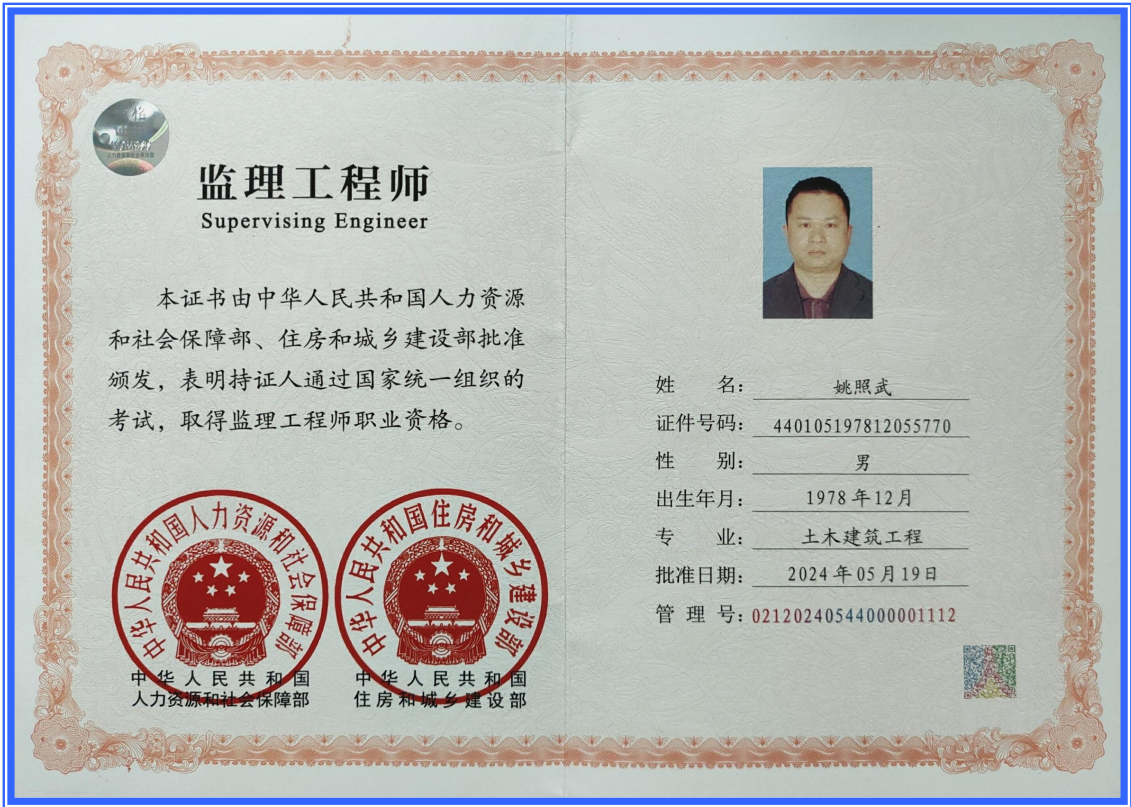 监理工程师
Supervising Engineer
本证书由中华人民共和国人力资源
和社会保障部、住房和城乡建设部批准
颁发，表明持证人通过国家统一组织的
考试，取得监理工程师职业资格。
中华人民共和国人力资源和社会保障部
中华人民共和国住房和城乡建设部
中华人民共和国
人力资源和社会保障部
中华人民共和国
住房和城乡建设部
姓名：姚照武
证件号码：440105197812055770
性别：男
出生年月：1978年12月
专业：土木建筑工程
批准日期：2024年05月19日
管理号：02120240544000001112